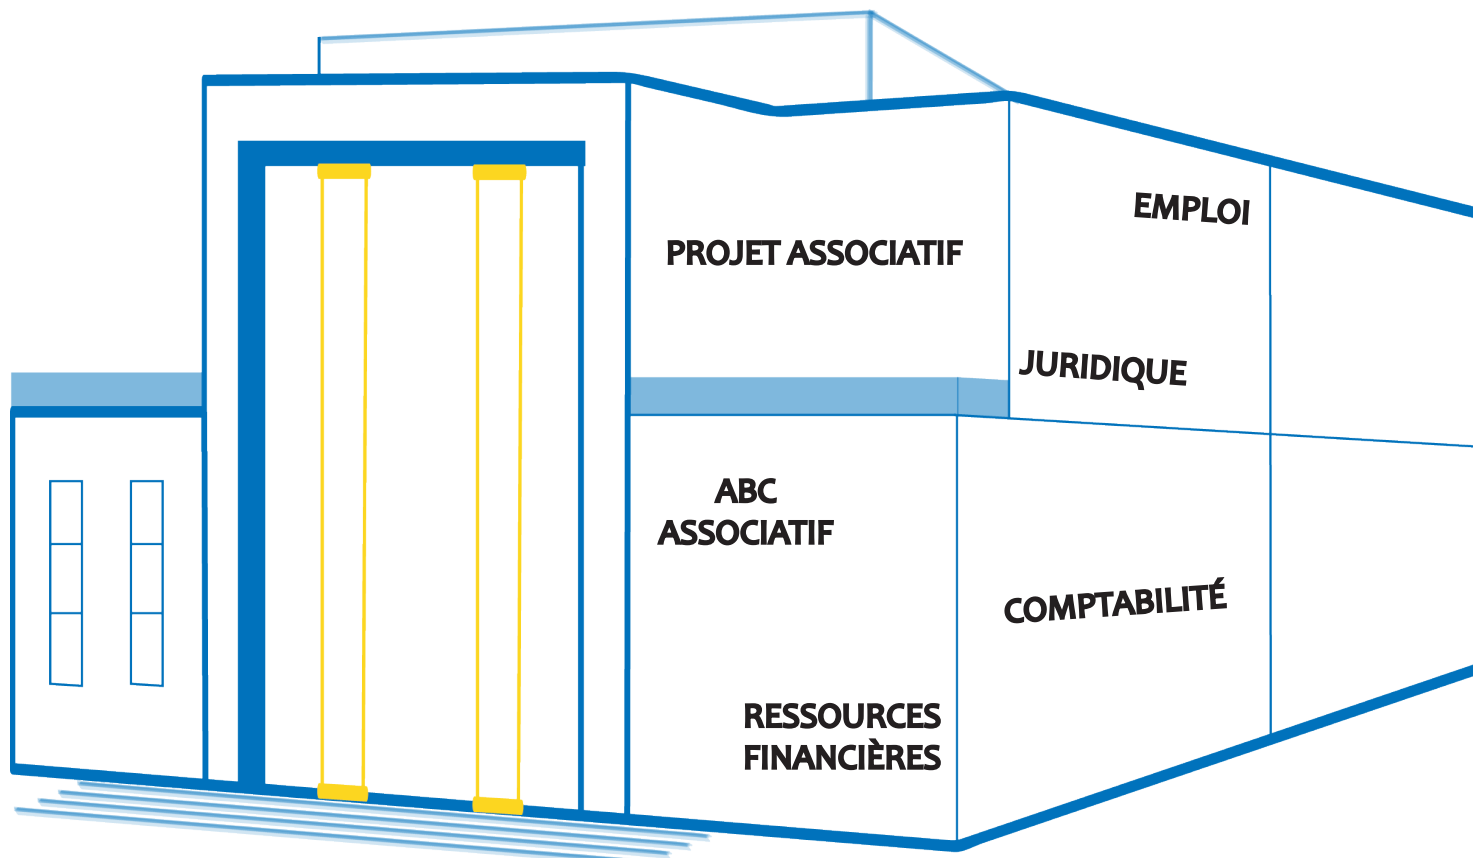 EMPLOI
PROJET ASSOCIATIF
JURIDIQUE
ABC
ASSOCIATIF
COMPTABILITÉ
RESSOURCES
FINANCIÈRES